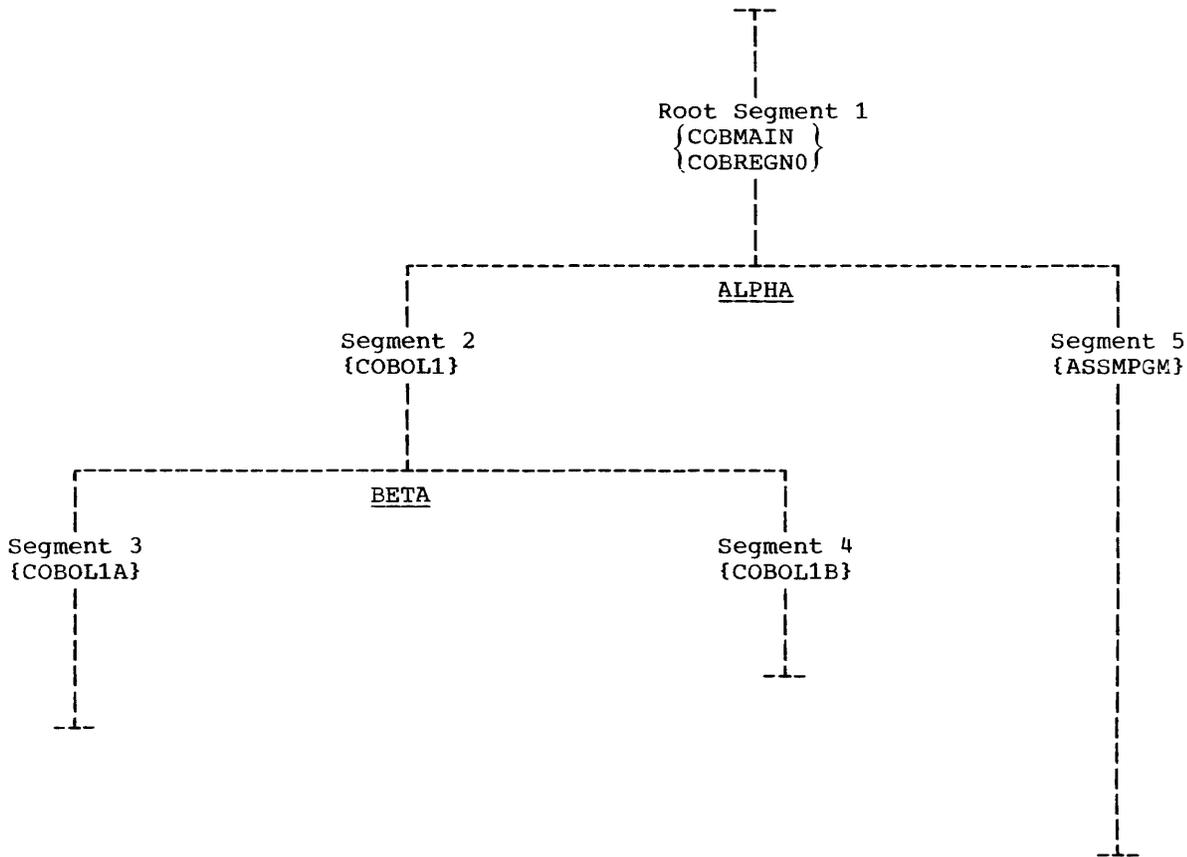 Root Segment 1
{COBMAIN }
{COBREGN0}
ALPHA
Segment 2
{COBOL1}
Segment 5
{ASSMPGM}
BETA
Segment 3
{COBOL1A}
Segment 4
{COBOL1B}